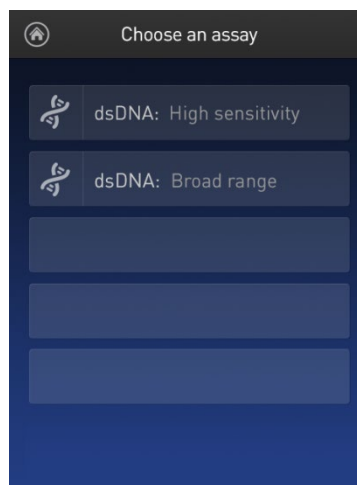 Choose an assay
dsDNA: High sensitivity
dsDNA: Broad range